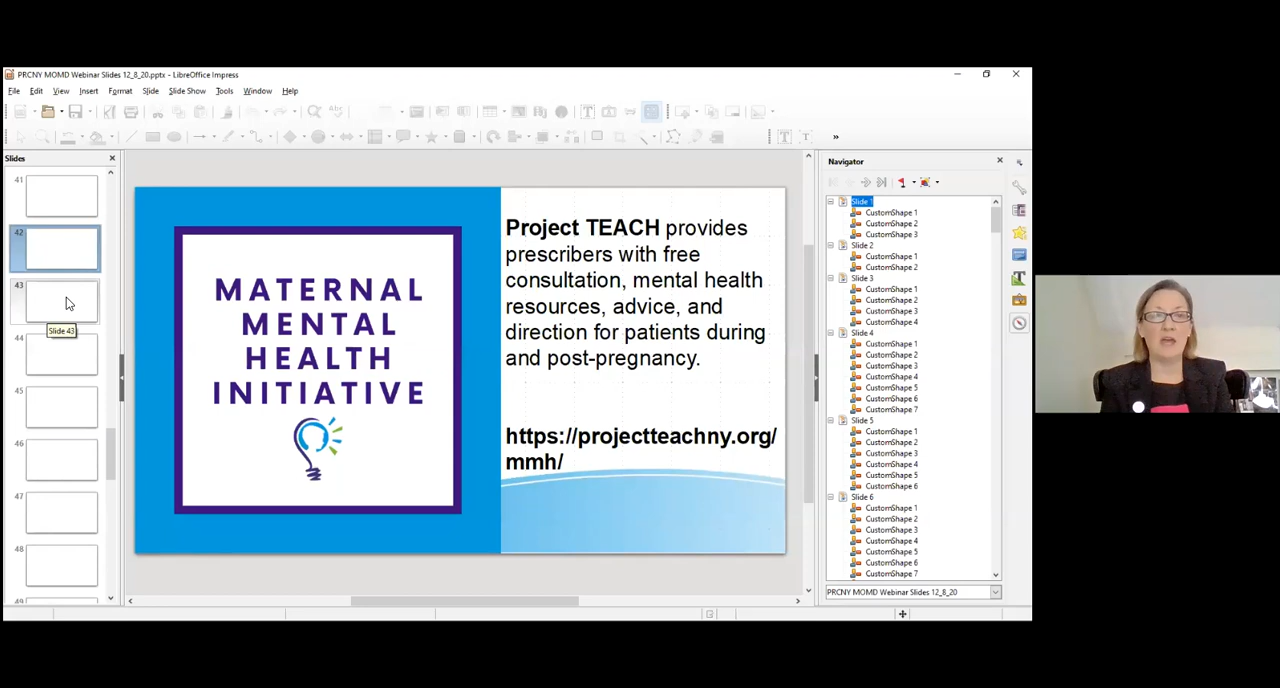 PRCNY MOMD Webinar Slides 12_8_20.pptx - LibreOffice Impress
File Edit View Insert Format Slide Slide Show Tools Window Help
Slides
41
42
43
Slide 43
44
45
46
47
48
49
MATERNAL
MENTAL
HEALTH
INITIATIVE
Project TEACH provides
prescribers with free
consultation, mental health
resources, advice, and
direction for patients during
and post-pregnancy.
https://projectteachny.org/
mmh/
Navigator
Slide 1
CustomShape 1
CustomShape 2
CustomShape 3
Slide 2
CustomShape 1
CustomShape 2
Slide 3
CustomShape 1
CustomShape 2
CustomShape 3
CustomShape 4
Slide 4
CustomShape 1
CustomShape 2
CustomShape 3
CustomShape 4
CustomShape 5
CustomShape 6
CustomShape 7
Slide 5
CustomShape 1
CustomShape 2
CustomShape 3
CustomShape 4
CustomShape 5
CustomShape 6
Slide 6
CustomShape 1
CustomShape 2
CustomShape 3
CustomShape 4
CustomShape 5
CustomShape 6
CustomShape 7
PRCNY MOMD Webinar Slides 12_8_20